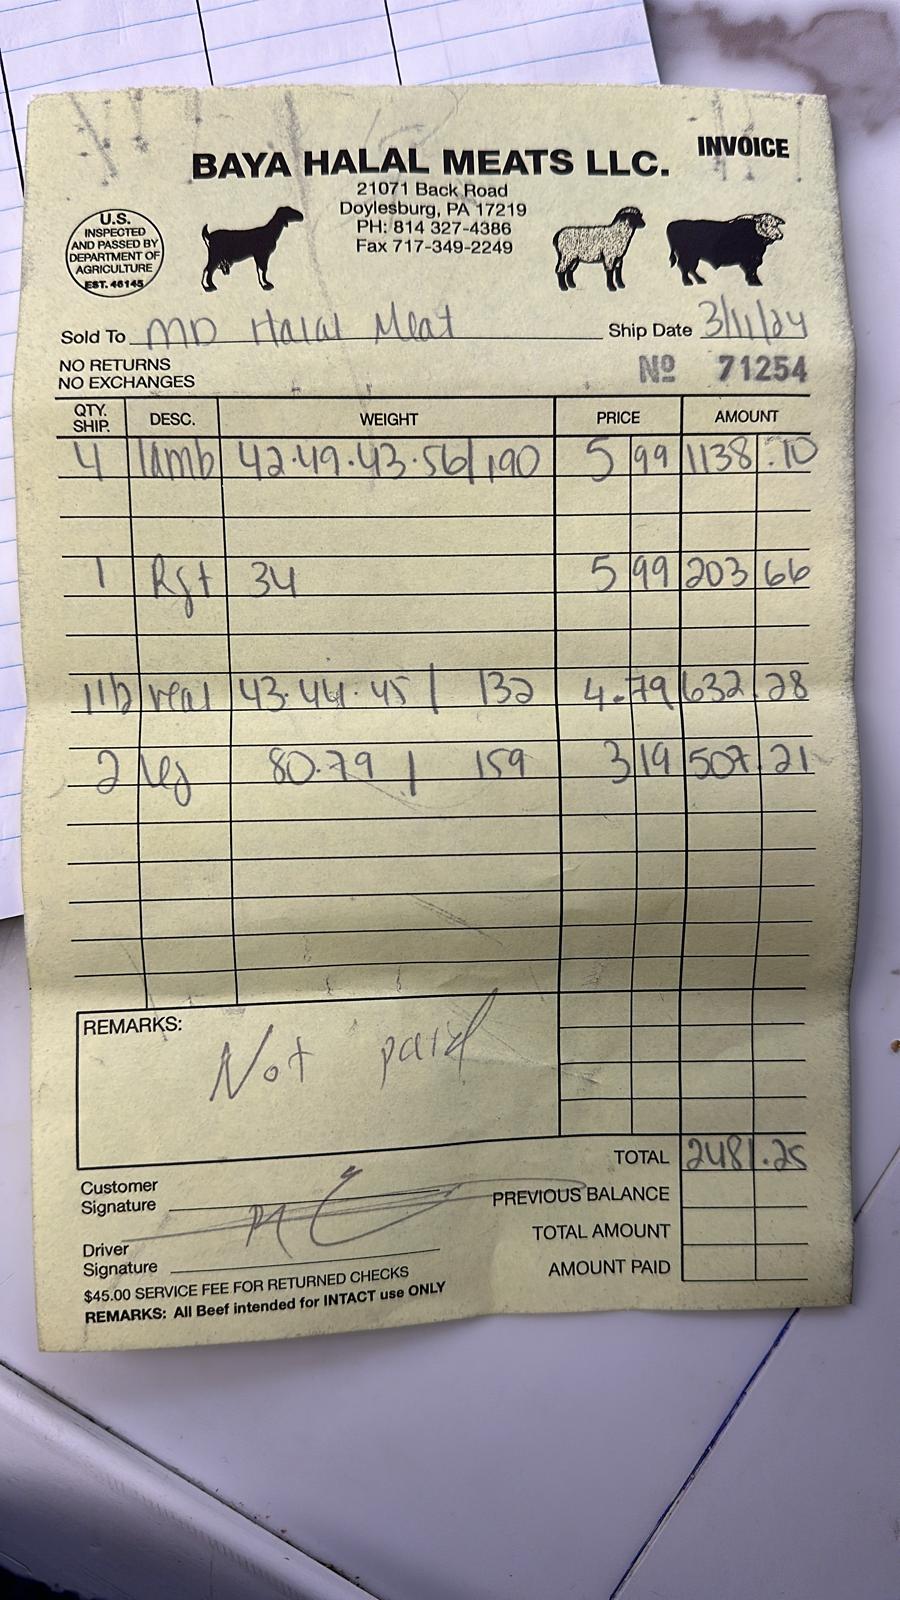 INVOICE
BAYA HALAL MEATS LLC.
21071 Back Road
Doylesburg, PA 17219
PH: 814 327-4386
Fax 717-349-2249
U.S.
INSPECTED
AND PASSED BY
DEPARTMENT OF
AGRICULTURE
EST. 46145
Sold To MD Halal Meat Ship Date 3/11/24
NO RETURNS
NO EXCHANGES
Nº 71254
QTY. SHIP. DESC. WEIGHT PRICE AMOUNT
4 lamb 42.49.43.56/190 5 99 1138.10
1 34 5 99 203 66
1 1/2 veal 43.44.45 | 132 4.79 632.28
2 leg 80.79 | 159 3 19 507.21
REMARKS:
Not paid
TOTAL 2481.25
Customer
Signature
PREVIOUS BALANCE
TOTAL AMOUNT
Driver
Signature
AMOUNT PAID
$45.00 SERVICE FEE FOR RETURNED CHECKS
REMARKS: All Beef intended for INTACT use ONLY